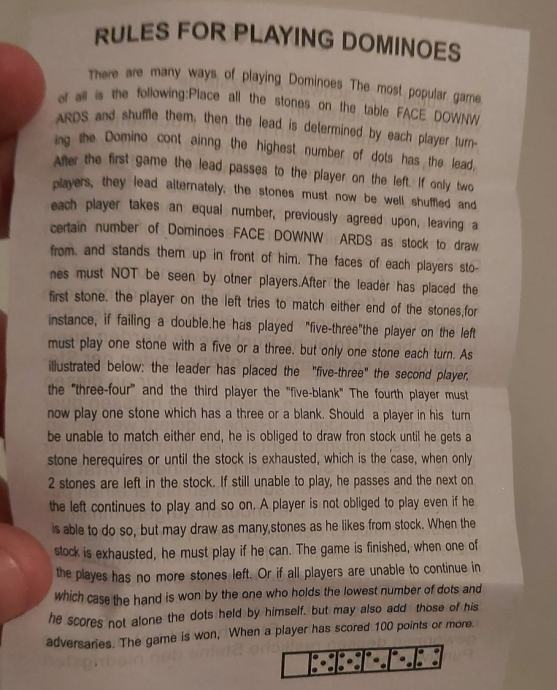 RULES FOR PLAYING DOMINOES
There are many ways of playing Dominoes The most popular game
of all is the following:Place all the stones on the table FACE DOWNW
ARDS and shuffle them, then the lead is determined by each player turn-
ing the Domino cont ainng the highest number of dots has the lead,
After the first game the lead passes to the player on the left. If only two
players, they lead alternately, the stones must now be well shuffled and
each player takes an equal number, previously agreed upon, leaving a
certain number of Dominoes FACE DOWNW ARDS as stock to draw
from. and stands them up in front of him. The faces of each players sto-
nes must NOT be seen by otner players.After the leader has placed the
first stone. the player on the left tries to match either end of the stones,for
instance, if failing a double.he has played "five-three"the player on the left
must play one stone with a five or a three. but only one stone each turn. As
illustrated below: the leader has placed the "five-three" the second player,
the "three-four" and the third player the "five-blank" The fourth player must
now play one stone which has a three or a blank. Should a player in his turn
be unable to match either end, he is obliged to draw fron stock until he gets a
stone herequires or until the stock is exhausted, which is the case, when only
2 stones are left in the stock. If still unable to play, he passes and the next on
the left continues to play and so on. A player is not obliged to play even if he
is able to do so, but may draw as many,stones as he likes from stock. When the
stock is exhausted, he must play if he can. The game is finished, when one of
the playes has no more stones left. Or if all players are unable to continue in
which case the hand is won by the one who holds the lowest number of dots and
he scores not alone the dots held by himself. but may also add those of his
adversaries. The game is won, When a player has scored 100 points or more.